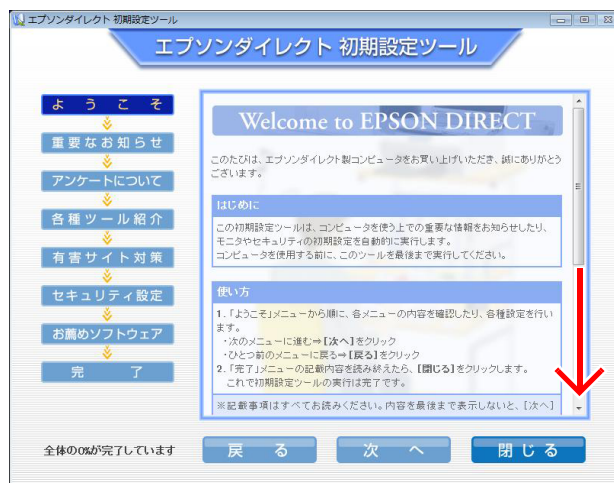 エプソンダイレクト 初期設定ツール
エプソンダイレクト 初期設定ツール
ようこそ
重要なお知らせ
アンケートについて
各種ツール紹介
有害サイト対策
セキュリティ設定
お薦めソフトウェア
完了
Welcome to EPSON DIRECT
このたびは、エプソンダイレクト製コンピュータをお買い上げいただき、誠にありがとう
ございます。
はじめに
この初期設定ツールは、コンピュータを使う上での重要な情報をお知らせしたり、
モニタやセキュリティの初期設定を自動的に実行します。
コンピュータを使用する前に、このツールを最後まで実行してください。
使い方
1.「ようこそ」メニューから順に、各メニューの内容を確認したり、各種設定を行い
ます。
・次のメニューに進む⇒[次へ]をクリック
・ひとつ前のメニューに戻る⇒[戻る]をクリック
2.「完了」メニューの記載内容を読み終えたら、[閉じる]をクリックします。
これで初期設定ツールの実行は完了です。
※記載事項はすべてお読みください。内容を最後まで表示しないと、[次へ]
全体の0%が完了しています
戻る
次へ
閉じる